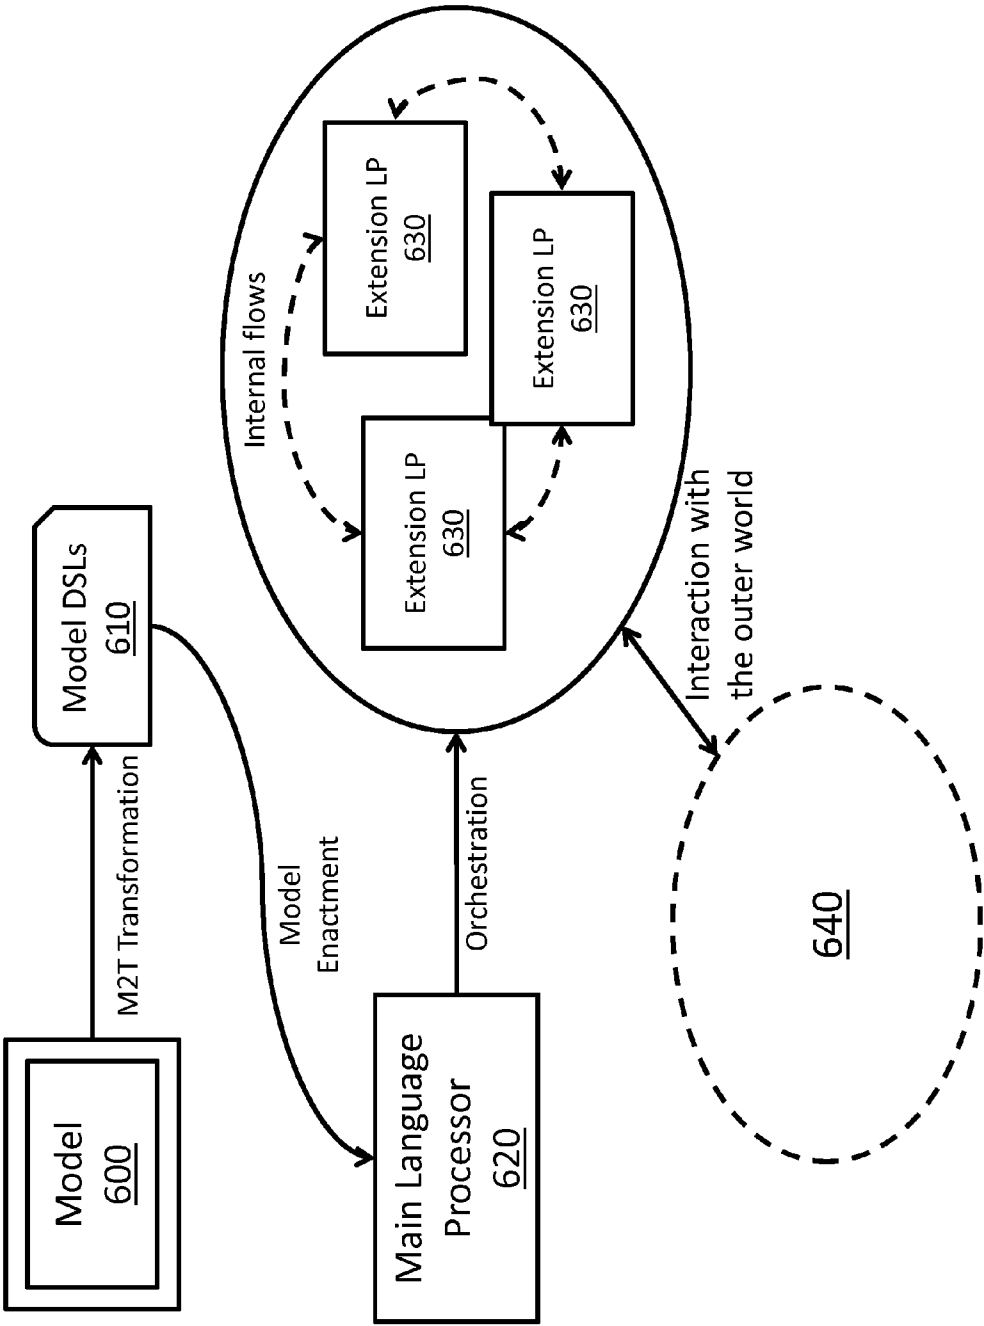 Model
600
M2T Transformation
Model DSLs
610
Model
Enactment
Main Language
Processor
620
Orchestration
Internal flows
Extension LP
630
Extension LP
630
Extension LP
630
Interaction with
the outer world
640